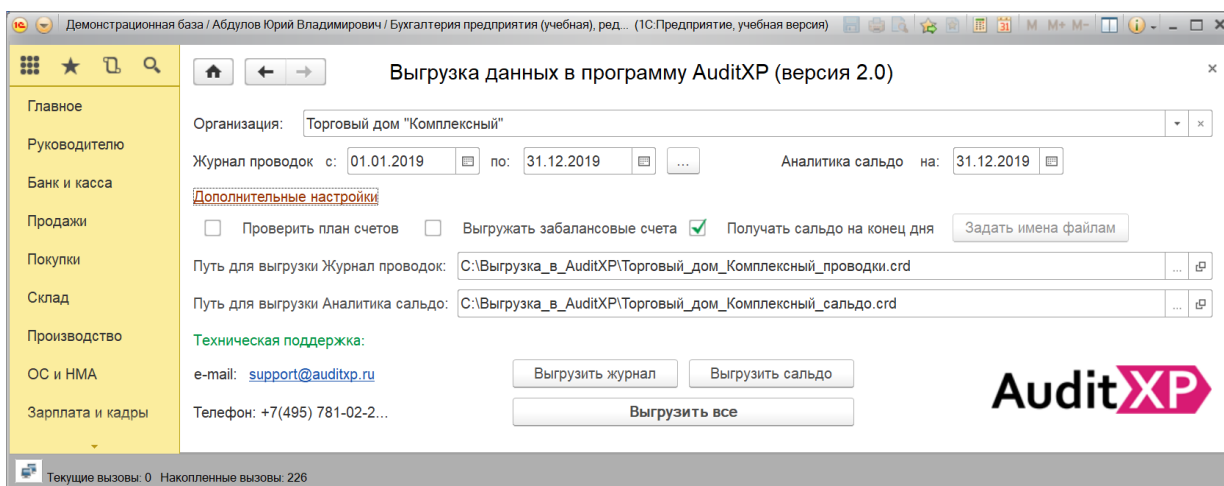 Демонстрационная база / Абдулов Юрий Владимирович / Бухгалтерия предприятия (учебная), ред... (1С:Предприятие, учебная версия) M M+ M-
Выгрузка данных в программу AuditXP (версия 2.0)
Главное
Руководителю
Банк и касса
Продажи
Покупки
Склад
Производство
ОС и НМА
Зарплата и кадры
Организация: Торговый дом "Комплексный"
Журнал проводок с: 01.01.2019 по: 31.12.2019 ... Аналитика сальдо на: 31.12.2019
Дополнительные настройки
Проверить план счетов Выгружать забалансовые счета Получать сальдо на конец дня Задать имена файлам
Путь для выгрузки Журнал проводок: C:\Выгрузка_в_AuditXP\Торговый_дом_Комплексный_проводки.crd ...
Путь для выгрузки Аналитика сальдо: C:\Выгрузка_в_AuditXP\Торговый_дом_Комплексный_сальдо.crd ...
Техническая поддержка:
e-mail: support@auditxp.ru Выгрузить журнал Выгрузить сальдо
Телефон: +7(495) 781-02-2... Выгрузить все
AuditXP
Текущие вызовы: 0 Накопленные вызовы: 226